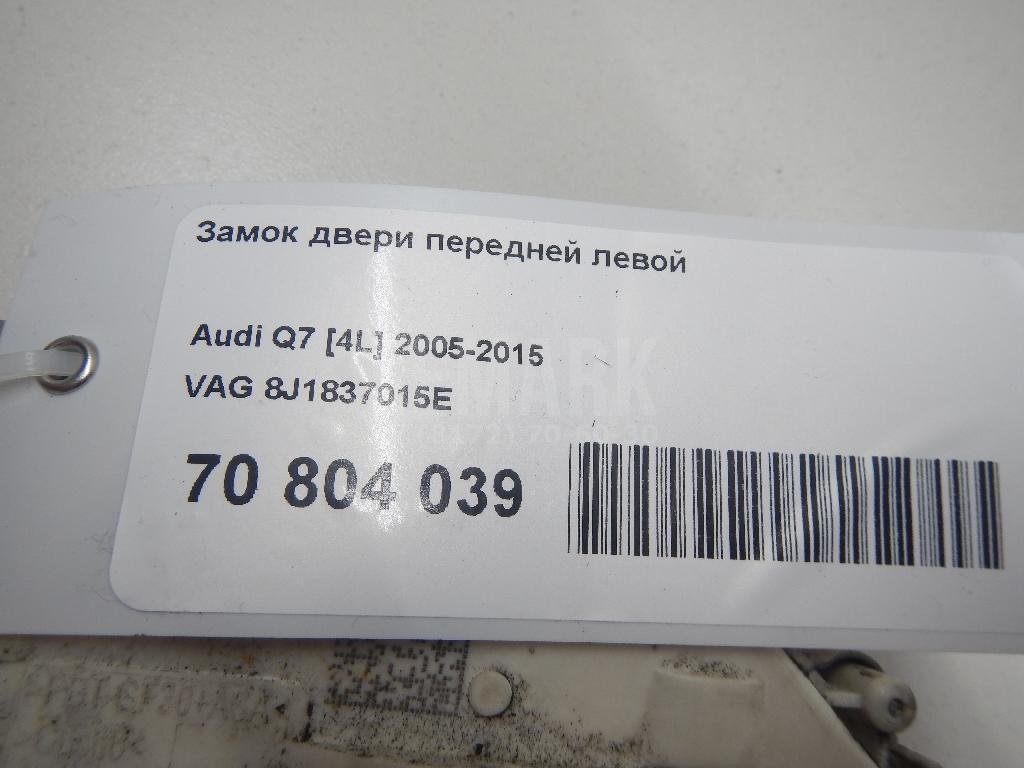 Замок двери передней левой
Audi Q7 [4L] 2005-2015
VAG 8J1837015E
70 804 039